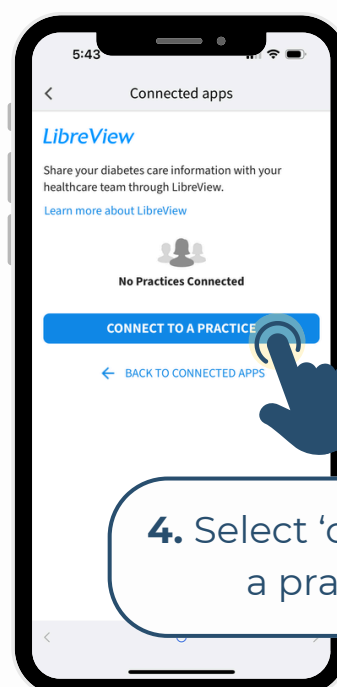 5:43
Connected apps
LibreView
Share your diabetes care information with your
healthcare team through LibreView.
Learn more about LibreView
No Practices Connected
CONNECT TO A PRACTICE
BACK TO CONNECTED APPS
4. Select ‘
a